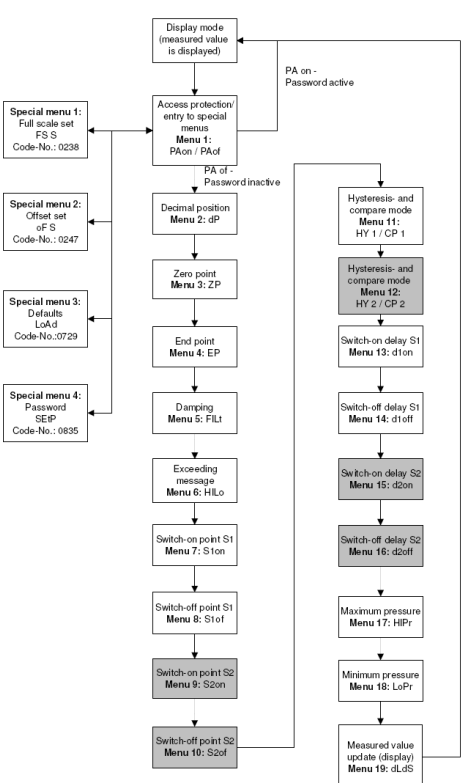 Display mode
(measured value
is displayed)
PA on -
Password active
Access protection/
entry to special
menus
Menu 1:
PAon / PAof
PA of -
Password inactive
Special menu 1:
Full scale set
FS S
Code-No.: 0238
Special menu 2:
Offset set
oF S
Code-No.: 0247
Special menu 3:
Defaults
LoAd
Code-No.:0729
Special menu 4:
Password
SEtP
Code-No.: 0835
Decimal position
Menu 2: dP
Zero point
Menu 3: ZP
End point
Menu 4: EP
Damping
Menu 5: FILt
Exceeding
message
Menu 6: HILo
Switch-on point S1
Menu 7: S1on
Switch-off point S1
Menu 8: S1of
Switch-on point S2
Menu 9: S2on
Switch-off point S2
Menu 10: S2of
Hysteresis- and
compare mode
Menu 11:
HY 1 / CP 1
Hysteresis- and
compare mode
Menu 12:
HY 2 / CP 2
Switch-on delay S1
Menu 13: d1on
Switch-off delay S1
Menu 14: d1off
Switch-on delay S2
Menu 15: d2on
Switch-off delay S2
Menu 16: d2off
Maximum pressure
Menu 17: HIPr
Minimum pressure
Menu 18: LoPr
Measured value
update (display)
Menu 19: dLdS